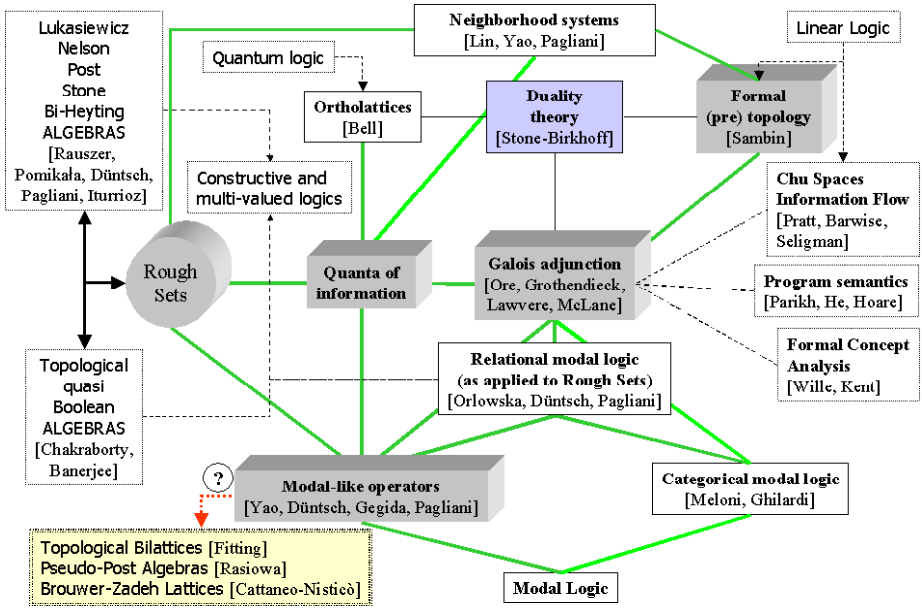 Lukasiewicz
Nelson
Post
Stone
Bi-Heyting
ALGEBRAS
[Rauszer,
Pomikała, Düntsch,
Pagliani, Iturrioz]
Neighborhood systems
[Lin, Yao, Pagliani]
Linear Logic
Quantum logic
Ortholattices
[Bell]
Duality
theory
[Stone-Birkhoff]
Formal
(pre) topology
[Sambin]
Constructive and
multi-valued logics
Chu Spaces
Information Flow
[Pratt, Barwise,
Seligman]
Rough
Sets
Quanta of
information
Galois adjunction
[Ore, Grothendieck,
Lawvere, McLane]
Program semantics
[Parikh, He, Hoare]
Formal Concept
Analysis
[Wille, Kent]
Topological
quasi
Boolean
ALGEBRAS
[Chakraborty,
Banerjee]
Relational modal logic
(as applied to Rough Sets)
[Orlowska, Düntsch, Pagliani]
?
Modal-like operators
[Yao, Düntsch, Gegida, Pagliani]
Categorical modal logic
[Meloni, Ghilardi]
Topological Bilattices [Fitting]
Pseudo-Post Algebras [Rasiowa]
Brouwer-Zadeh Lattices [Cattaneo-Nisticò]
Modal Logic